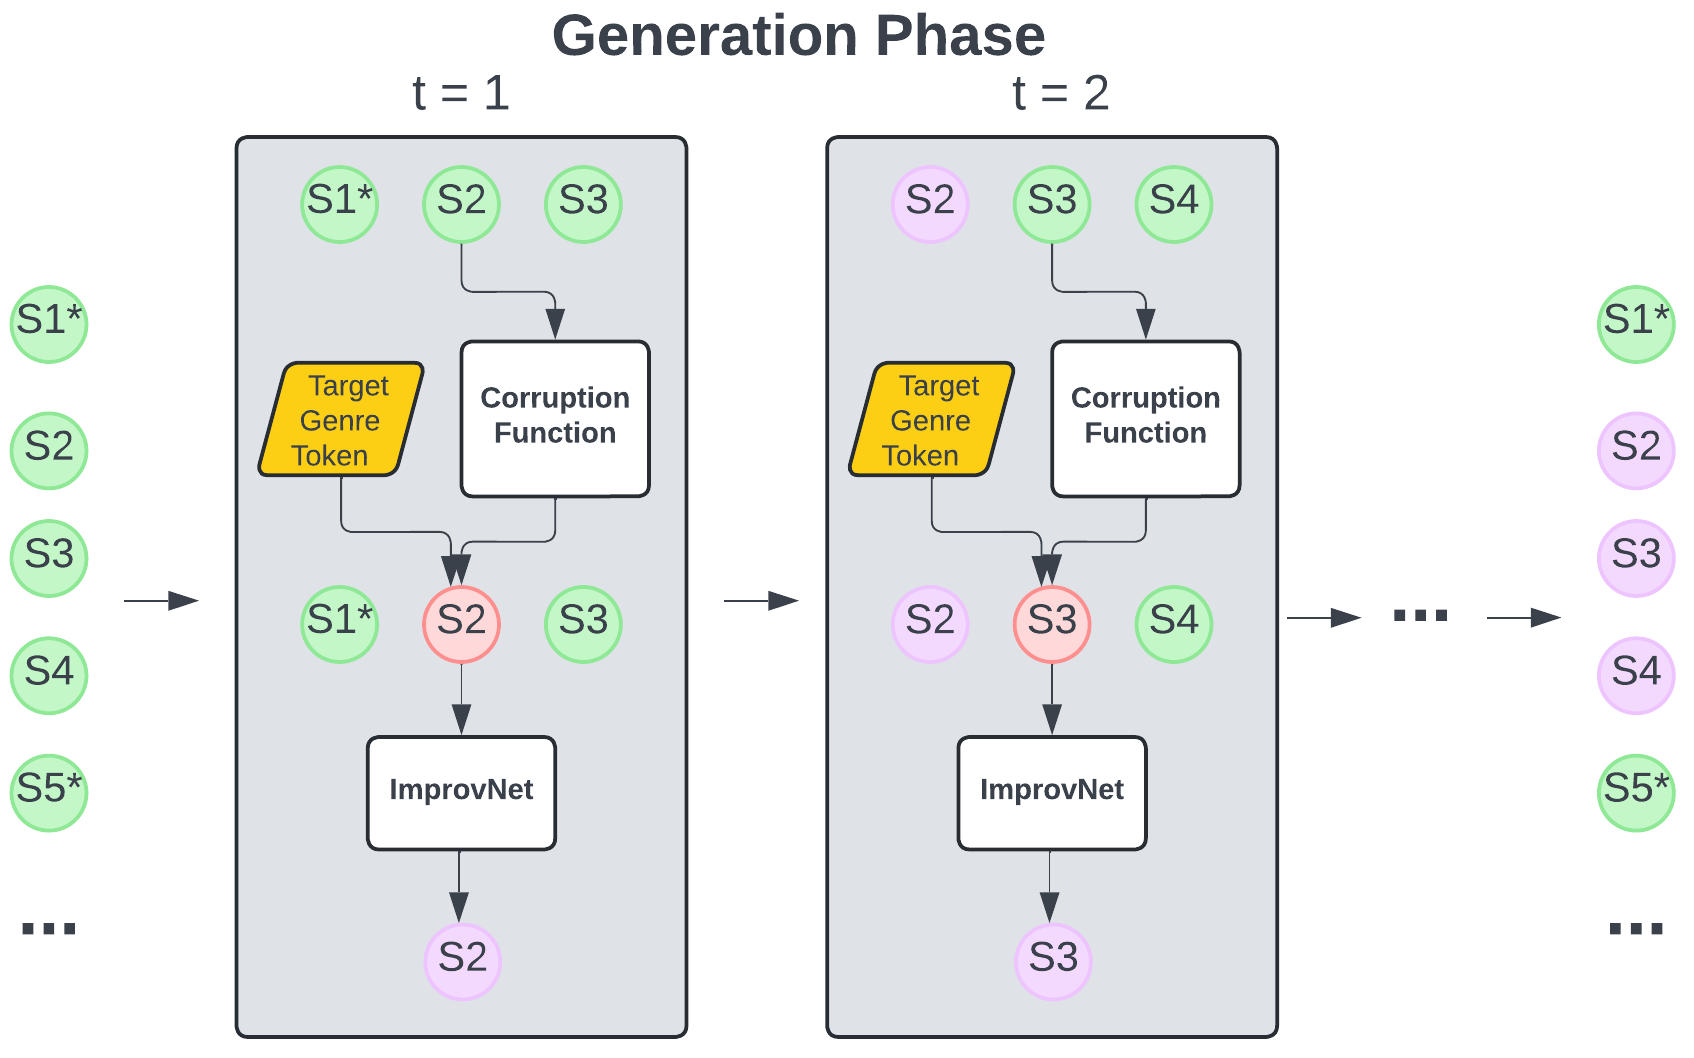 Generation Phase
t = 1
t = 2
S1*
S2
S3
S4
S5*
...
S1* S2 S3
Target
Genre
Token
Corruption
Function
S1* S2 S3
ImprovNet
S2
S2 S3 S4
Target
Genre
Token
Corruption
Function
S2 S3 S4
ImprovNet
S3
...
S1*
S2
S3
S4
S5*
...